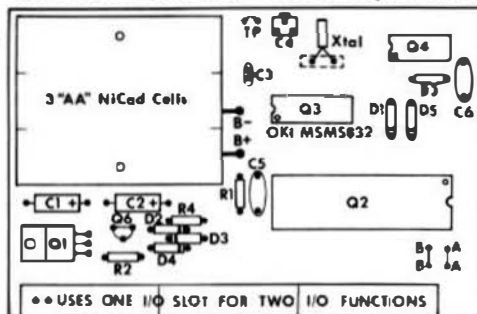 TP
C4
Xtal
Q4
3 "AA" NiCad Cells
C3
Q3
OKI MSM5832
D5
C6
B-
B+
C5
R1
Q2
C1 +
C2 +
Q6
D2
R4
D3
D4
R2
Q1
B A
B A
USES ONE I/O SLOT FOR TWO I/O FUNCTIONS